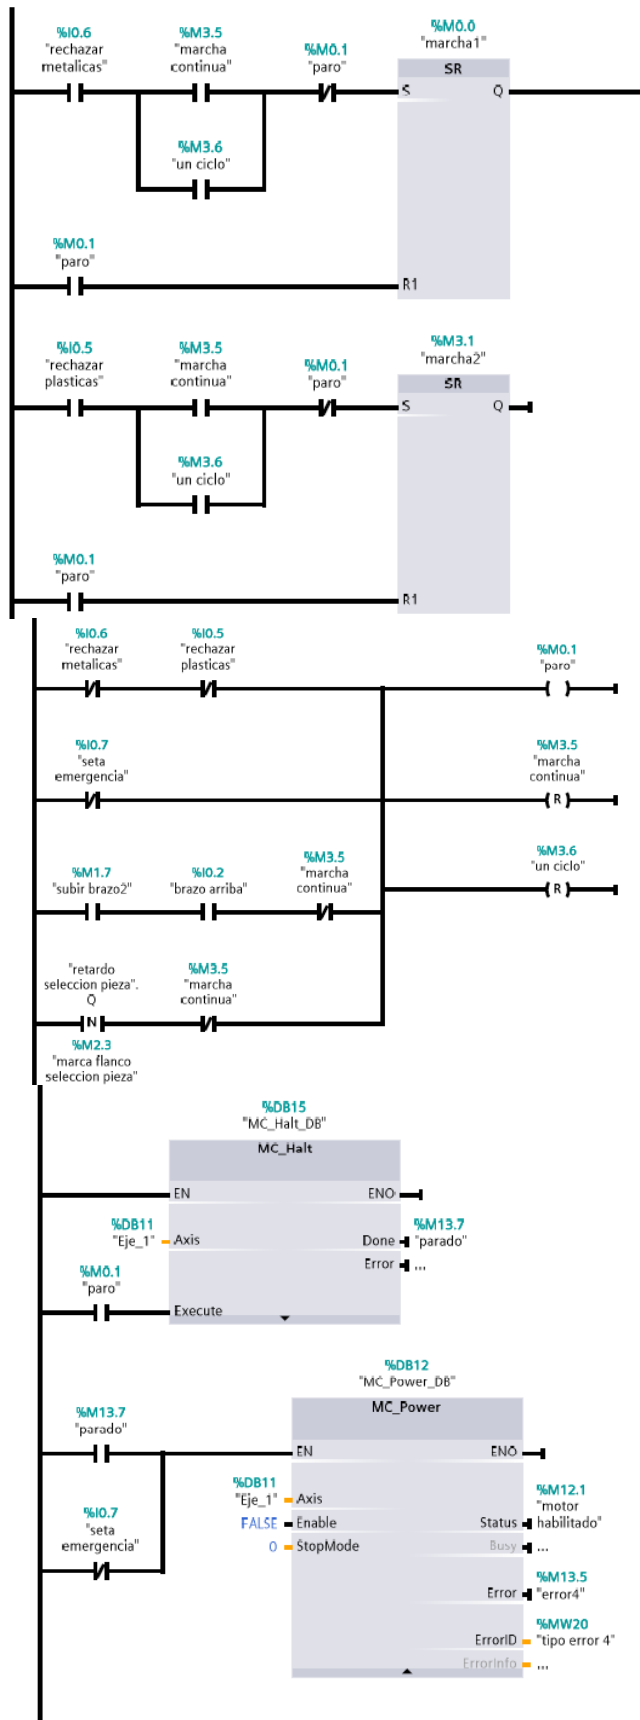 %M0.0
"marcha1"
%I0.6
"rechazar
metalicas"
%M3.5
"marcha
continua"
%M0.1
"paro"
SR
S
Q
%M3.6
"un ciclo"
%M0.1
"paro"
R1
%M3.1
"marcha2"
%I0.5
"rechazar
plasticas"
%M3.5
"marcha
continua"
%M0.1
"paro"
SR
S
Q
%M3.6
"un ciclo"
%M0.1
"paro"
R1
%I0.6
"rechazar
metalicas"
%I0.5
"rechazar
plasticas"
%M0.1
"paro"
%I0.7
"seta
emergencia"
%M3.5
"marcha
continua"
R
%M1.7
"subir brazo2"
%I0.2
"brazo arriba"
%M3.5
"marcha
continua"
%M3.6
"un ciclo"
R
"retardo
seleccion pieza".
Q
N
%M2.3
"marca flanco
seleccion pieza"
%M3.5
"marcha
continua"
%DB15
"MC_Halt_DB"
MC_Halt
EN
ENO
%DB11
"Eje_1"
Axis
Done
%M13.7
"parado"
Error
...
%M0.1
"paro"
Execute
%DB12
"MC_Power_DB"
MC_Power
%M13.7
"parado"
EN
ENO
%DB11
"Eje_1"
Axis
%M12.1
"motor
habilitado"
FALSE
Enable
Status
0
StopMode
Busy
...
%I0.7
"seta
emergencia"
Error
%M13.5
"error4"
ErrorID
%MW20
"tipo error 4"
ErrorInfo
...